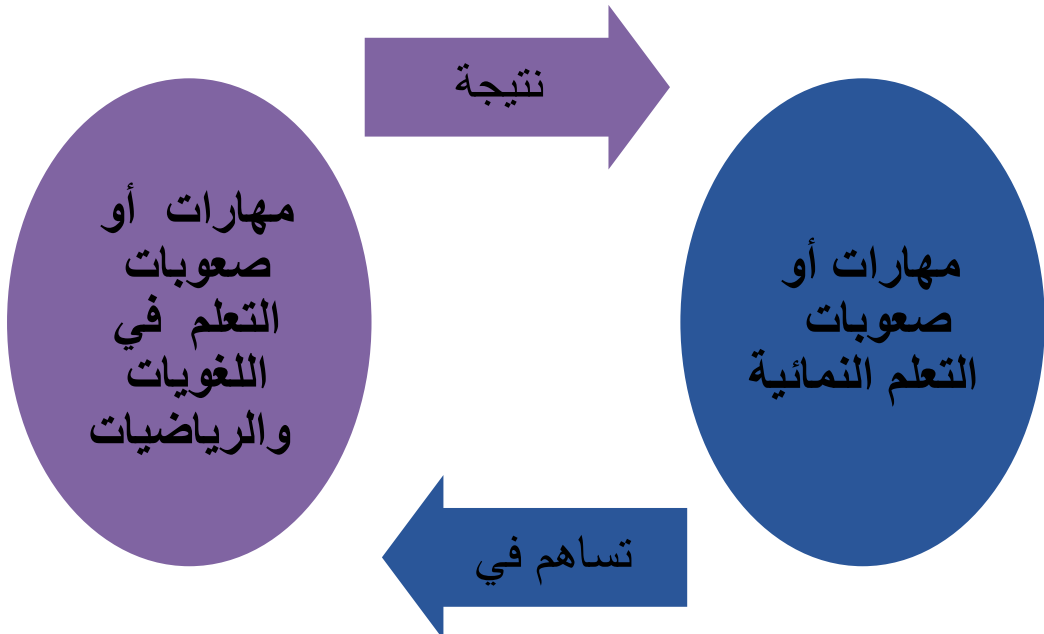 نتيجة
مهارات أو
صعوبات
التعلم النمائية
مهارات أو
صعوبات
التعلم في
اللغويات
والرياضيات
تساهم في